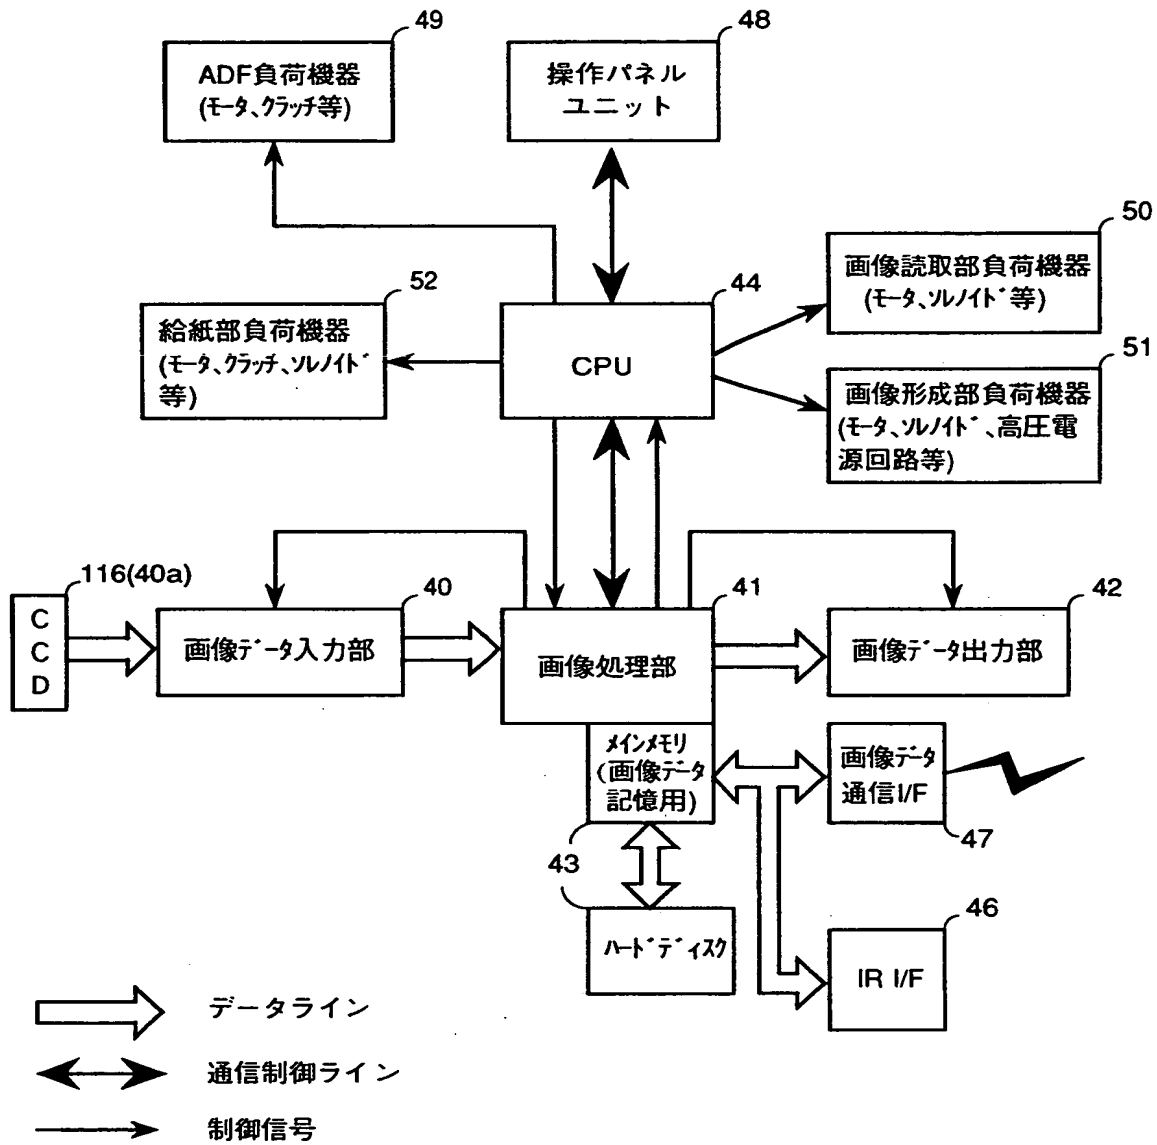 49
ADF負荷機器
(ﾓｰﾀ、ｸﾗｯﾁ等)
48
操作パネル
ユニット
50
画像読取部負荷機器
(ﾓｰﾀ、ｿﾚﾉｲﾄﾞ等)
52
給紙部負荷機器
(ﾓｰﾀ、ｸﾗｯﾁ、ｿﾚﾉｲﾄﾞ
等)
44
CPU
51
画像形成部負荷機器
(ﾓｰﾀ、ｿﾚﾉｲﾄﾞ、高圧電
源回路等)
116(40a)
C
C
D
40
画像ﾃﾞｰﾀ入力部
41
画像処理部
42
画像ﾃﾞｰﾀ出力部
ﾒｲﾝﾒﾓﾘ
(画像ﾃﾞｰﾀ
記憶用)
画像ﾃﾞｰﾀ
通信I/F
47
43
ﾊｰﾄﾞﾃﾞｨｽｸ
46
IR I/F
データライン
通信制御ライン
制御信号